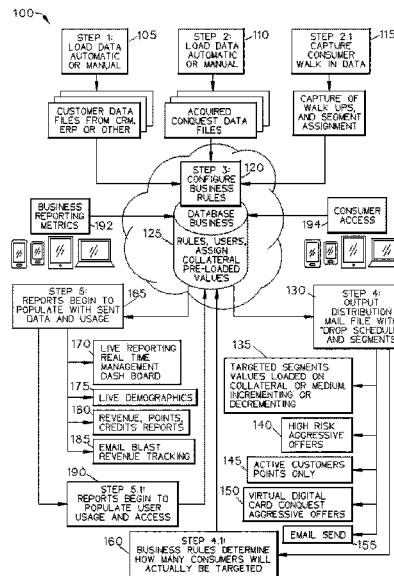 100
STEP 1:
LOAD DATA
AUTOMATIC
OR MANUAL
105
STEP 2:
LOAD DATA
AUTOMATIC
OR MANUAL
110
STEP 2.1
CAPTURE
CONSUMER
WALK IN DATA
115
CUSTOMER DATA
FILES FROM CRM,
ERP OR OTHER
ACQUIRED
CONQUEST DATA
FILES
CAPTURE OF
OF WALK UPS,
AND SEGMENT
ASSIGNMENT
STEP 3:
CONFIGURE
BUSINESS
RULES
120
BUSINESS
REPORTING
METRICS
192
DATABASE
BUSINESS
125
RULES, USERS,
ASSIGN
COLLATERAL
PRE-LOADED
VALUES
CONSUMER
ACCESS
194
STEP 5:
REPORTS BEGIN TO
POPULATE WITH SENT
DATA AND USAGE
165
130
STEP 4:
OUTPUT
DISTRIBUTION
MAIL FILE WITH
"DROP SCHEDULE
AND SEGMENTS"
170
LIVE REPORTING
REAL TIME
MANAGEMENT
DASH BOARD
175
LIVE DEMOGRAPHICS
180
REVENUE, POINTS,
CREDITS REPORTS
185
EMAIL BLAST
REVENUE TRACKING
190
STEP 5.1:
REPORTS BEGIN TO
POPULATE USER
USAGE AND ACCESS
135
TARGETED SEGMENTS
VALUES LOADED ON
COLLATERAL OR MEDIUM,
INCREMENTING OR
DECREMENTING
140
HIGH RISK
AGGRESSIVE
OFFERS
145
ACTIVE CUSTOMERS
POINTS ONLY
150
VIRTUAL DIGITAL
CARD CONQUEST
AGGRESSIVE OFFERS
EMAIL SEND
155
160
STEP 4.1:
BUSINESS RULES DETERMINE
HOW MANY CONSUMERS WILL
ACTUALLY BE TARGETED